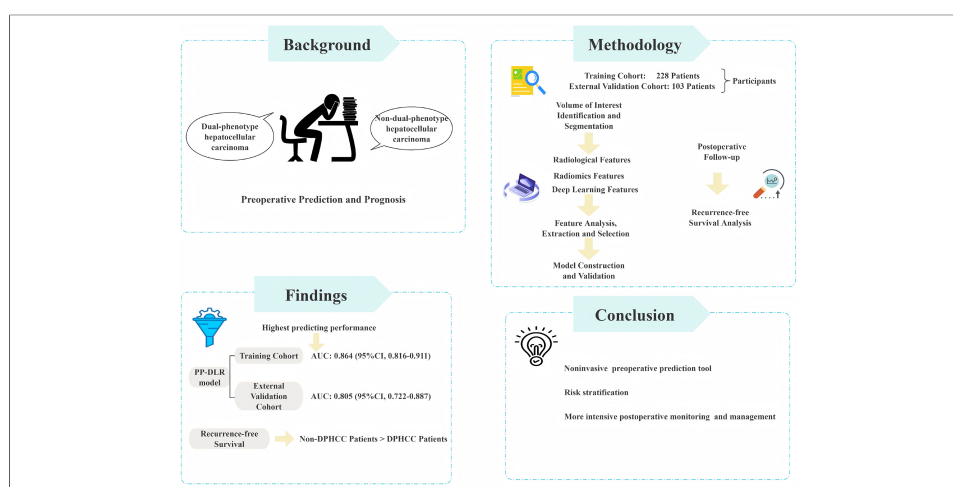 Background
Dual-phenotype
hepatocellular
carcinoma
Non-dual-phenotype
hepatocellular
carcinoma
Preoperative Prediction and Prognosis
Methodology
Training Cohort: 228 Patients
External Validation Cohort: 103 Patients
Participants
Volume of Interest
Identification and
Segmentation
Radiological Features
Radiomics Features
Deep Learning Features
Feature Analysis,
Extraction and Selection
Model Construction
and Validation
Postoperative
Follow-up
Recurrence-free
Survival Analysis
Findings
Highest predicting performance
PP-DLR
model
Training Cohort
AUC: 0.864 (95%CI, 0.816-0.911)
External
Validation
Cohort
AUC: 0.805 (95%CI, 0.722-0.887)
Recurrence-free
Survival
Non-DPHCC Patients > DPHCC Patients
Conclusion
Noninvasive preoperative prediction tool
Risk stratification
More intensive postoperative monitoring and management